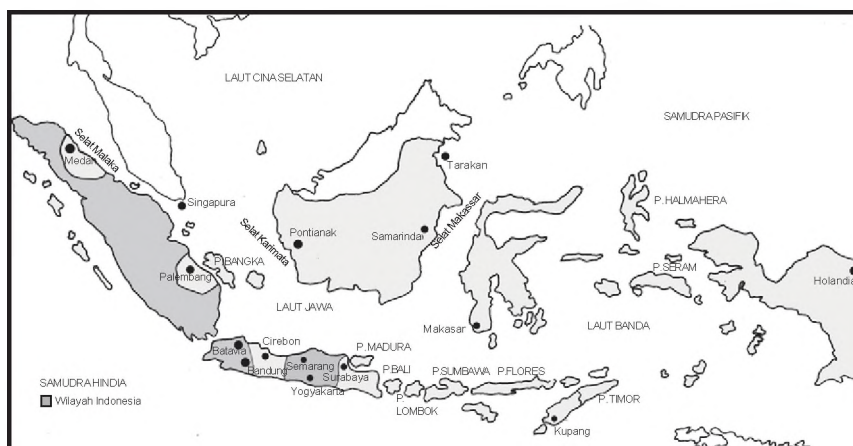 LAUT CINA SELATAN
SAMUDRA PASIFIK
Selat Malaka
Medan
Tarakan
Singapura
P. HALMAHERA
Selat Karimata
Pontianak
Samarinda
Selat Makassar
P.BANGKA
Palembang
P.SERAM
Holandia
LAUT JAWA
Makasar
LAUT BANDA
Cirebon
Batavia
P. MADURA
Semarang
Bandung
Surabaya
P.BALI
P.SUMBAWA
P.FLORES
SAMUDRA HINDIA
Yogyakarta
P.
LOMBOK
P.TIMOR
Wilayah Indonesia
Kupang